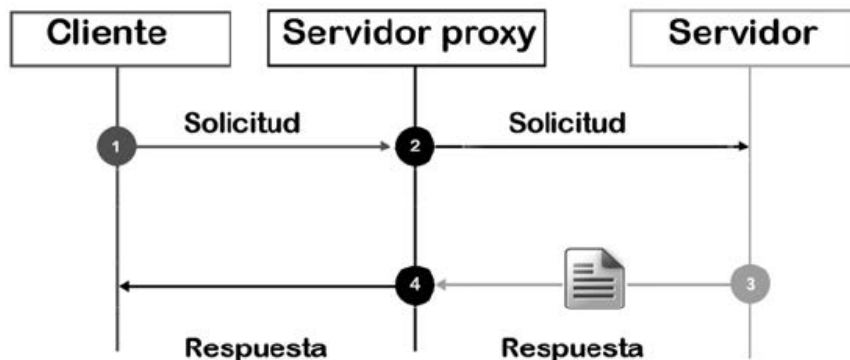 Cliente
Servidor proxy
Servidor
Solicitud
Solicitud
1
2
4
3
Respuesta
Respuesta